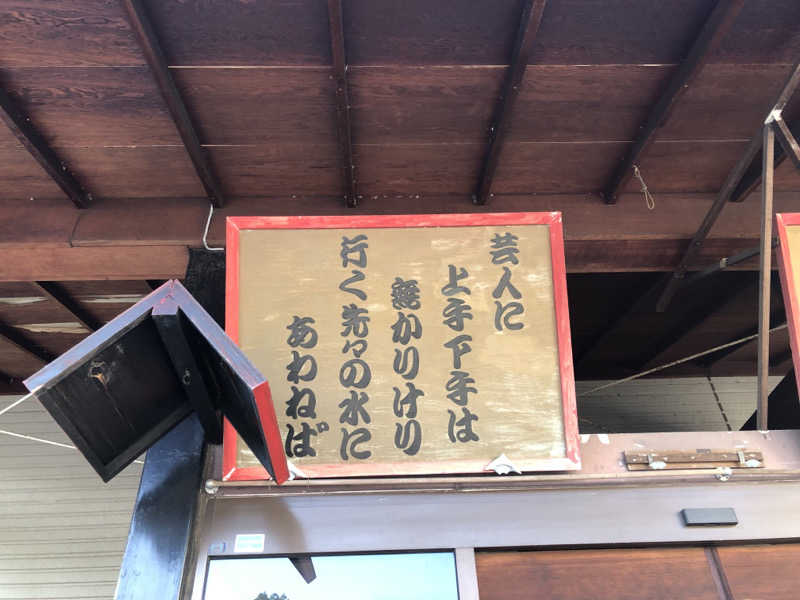 芸人に
上手下手は
無かりけり
行く先々の水に
あわねば